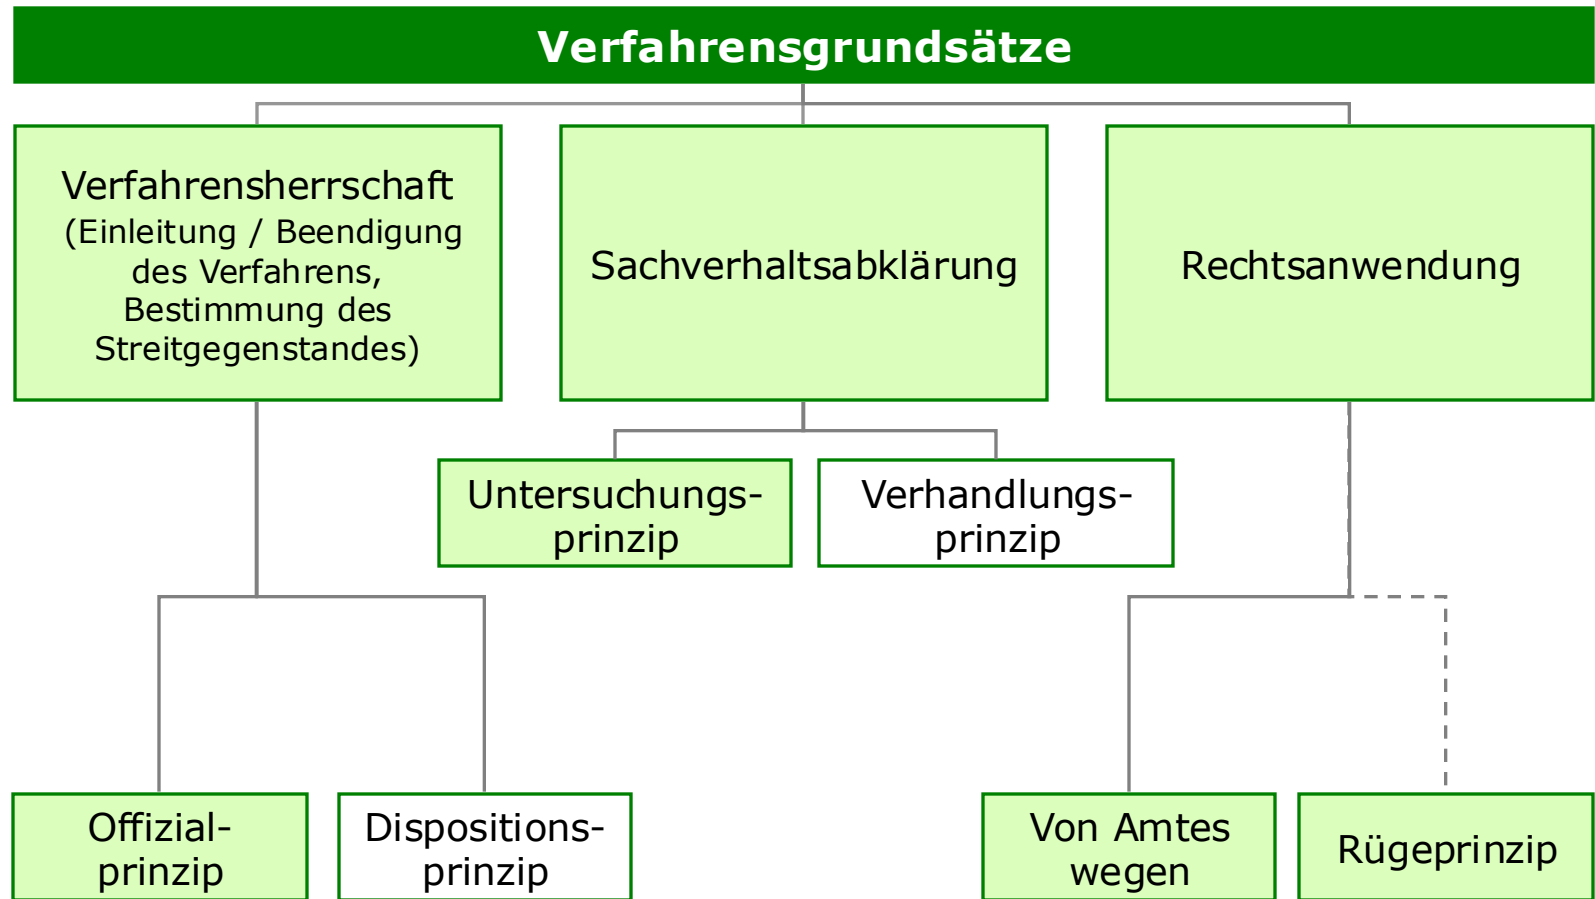 Verfahrensgrundsätze
Verfahrensherrschaft
(Einleitung / Beendigung
des Verfahrens,
Bestimmung des
Streitgegenstandes)
Sachverhaltsabklärung
Rechtsanwendung
Untersuchungs-
prinzip
Verhandlungs-
prinzip
Offizial-
prinzip
Dispositions-
prinzip
Von Amtes
wegen
Rügeprinzip